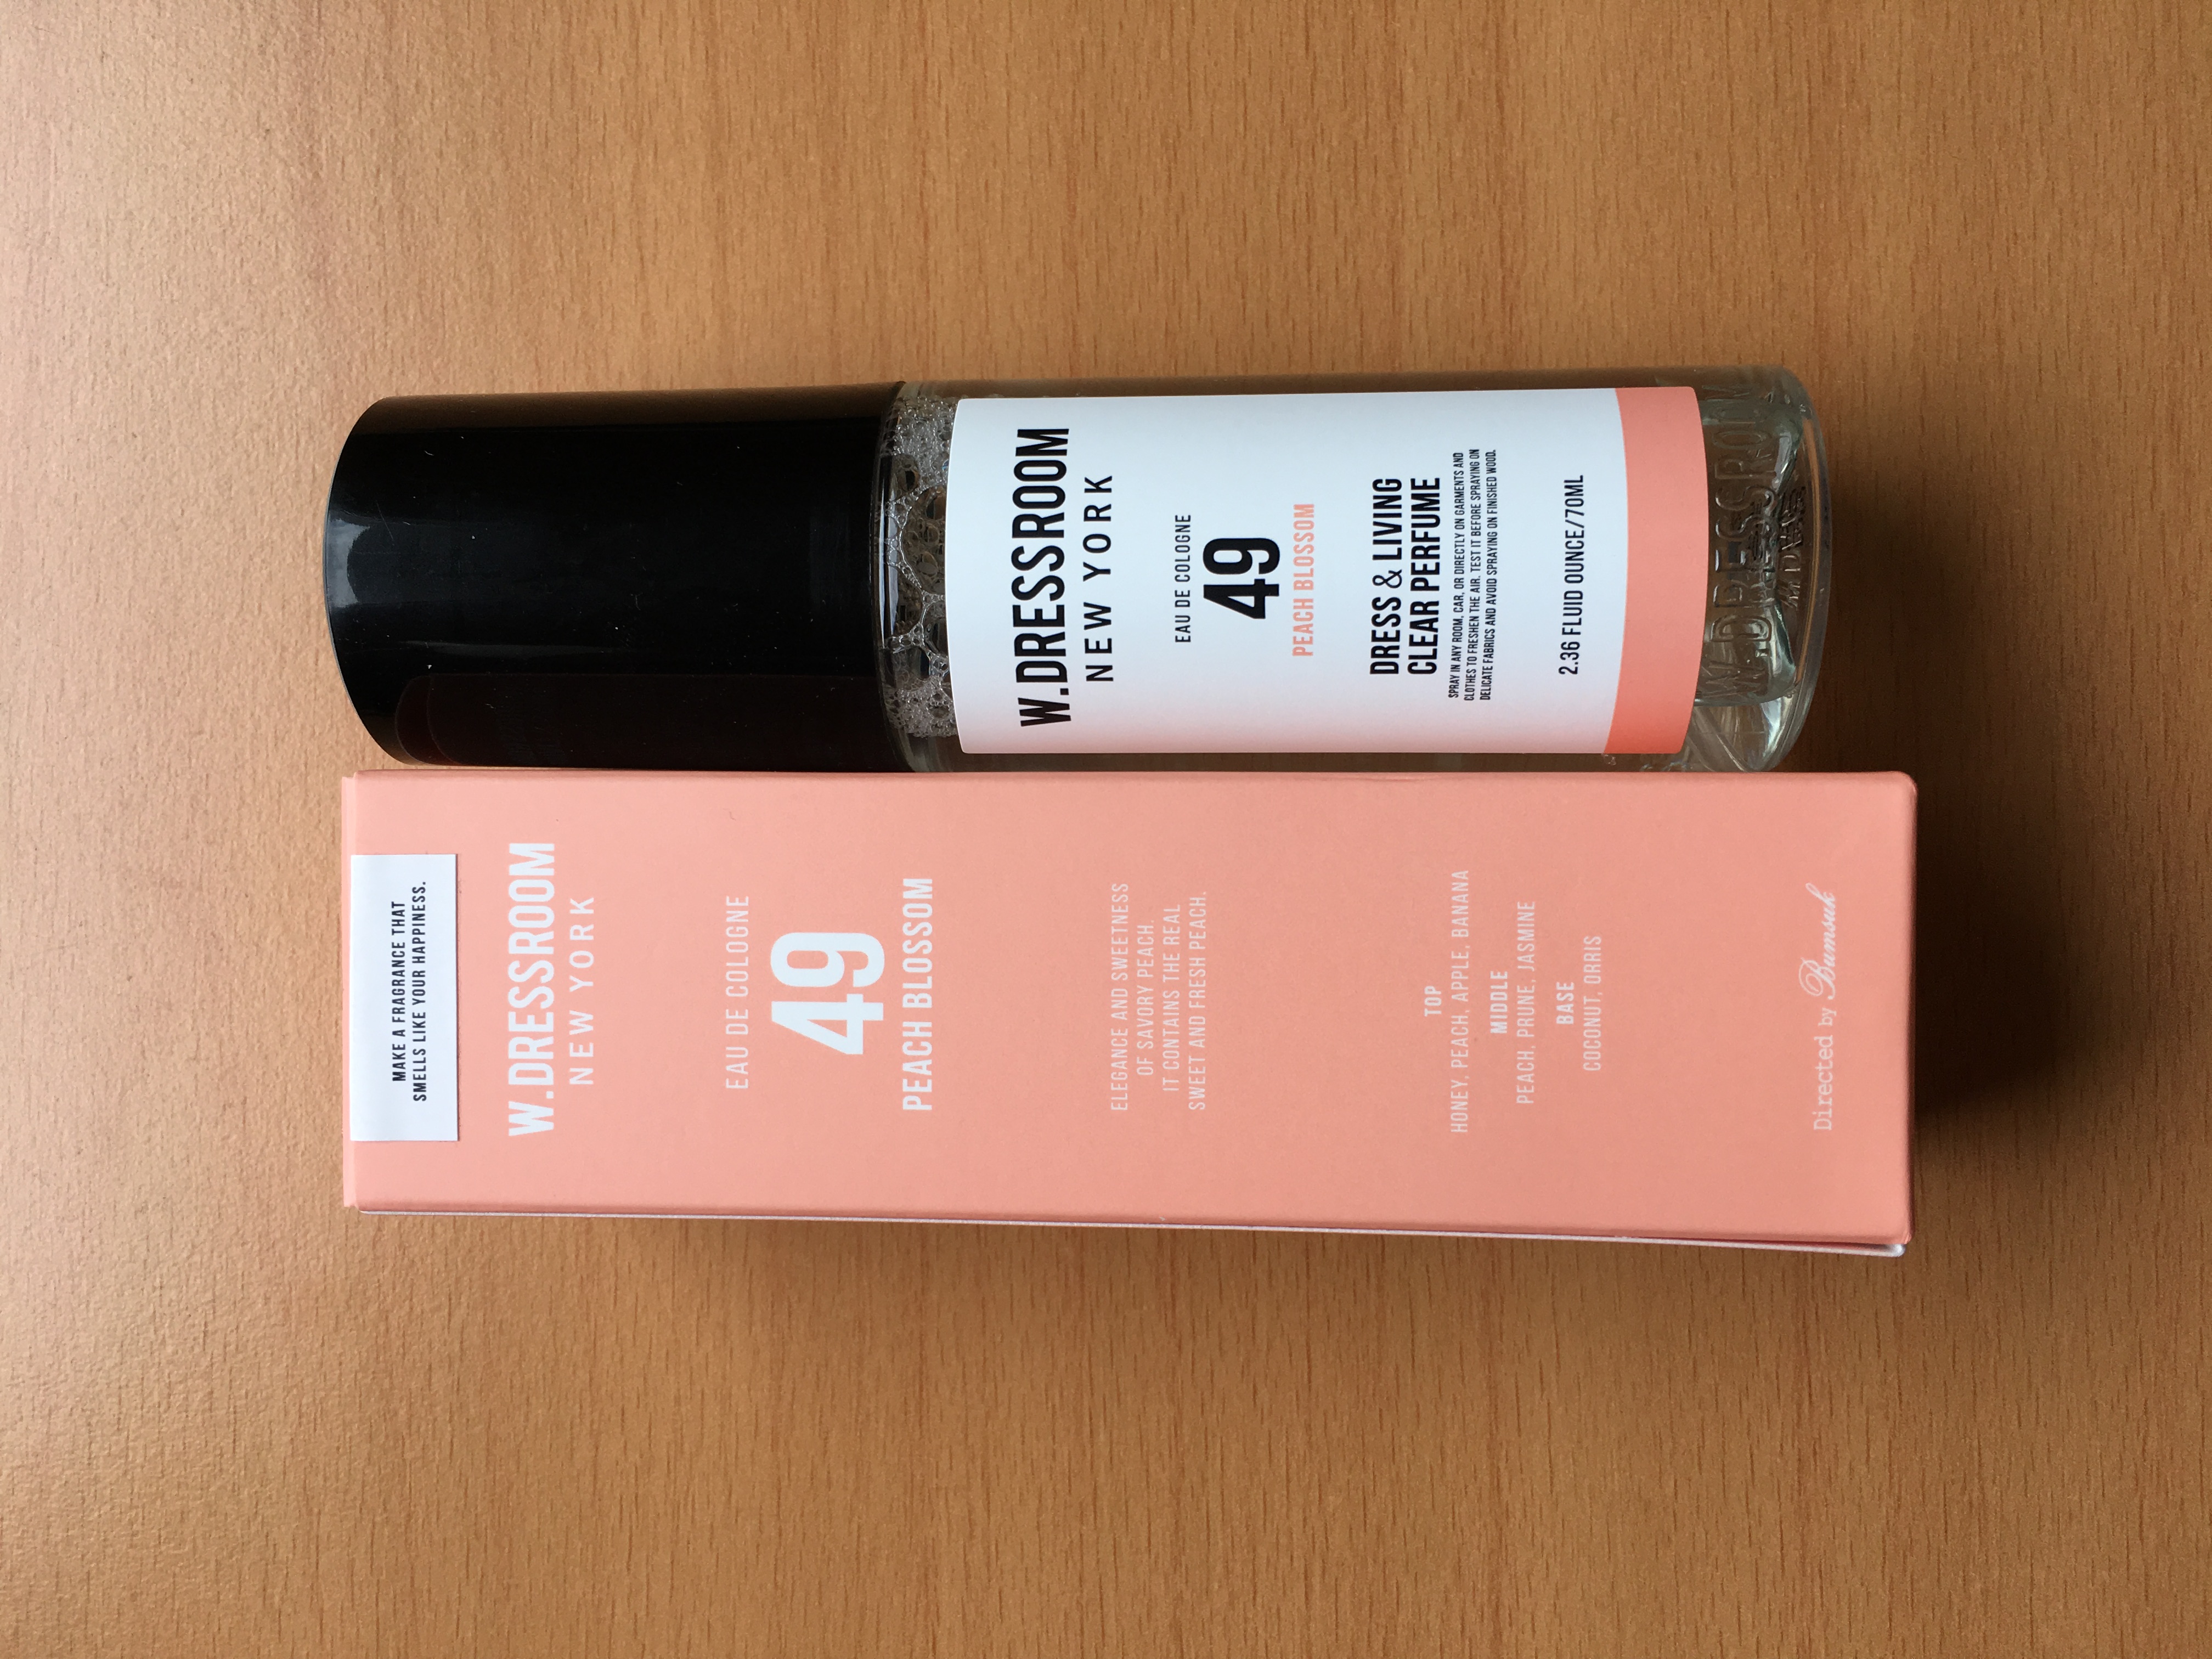 MAKE A FRAGRANCE THAT
SMELLS LIKE YOUR HAPPINESS.
W.DRESSROOM
NEW YORK
EAU DE COLOGNE
49
PEACH BLOSSOM
ELEGANCE AND SWEETNESS
OF SAVORY PEACH.
IT CONTAINS THE REAL
SWEET AND FRESH PEACH.
TOP
HONEY, PEACH, APPLE, BANANA
MIDDLE
PEACH, PRUNE, JASMINE
BASE
COCONUT, ORRIS
Directed by Bumsuk
W.DRESSROOM
NEW YORK
EAU DE COLOGNE
49
PEACH BLOSSOM
DRESS & LIVING
CLEAR PERFUME
SPRAY IN ANY ROOM, CAR, OR DIRECTLY ON GARMENTS AND
CLOTHES TO FRESHEN THE AIR. TEST IT BEFORE SPRAYING ON
DELICATE FABRICS AND AVOID SPRAYING ON FINISHED WOOD.
2.36 FLUID OUNCE/70ML
W.DRESSROOM